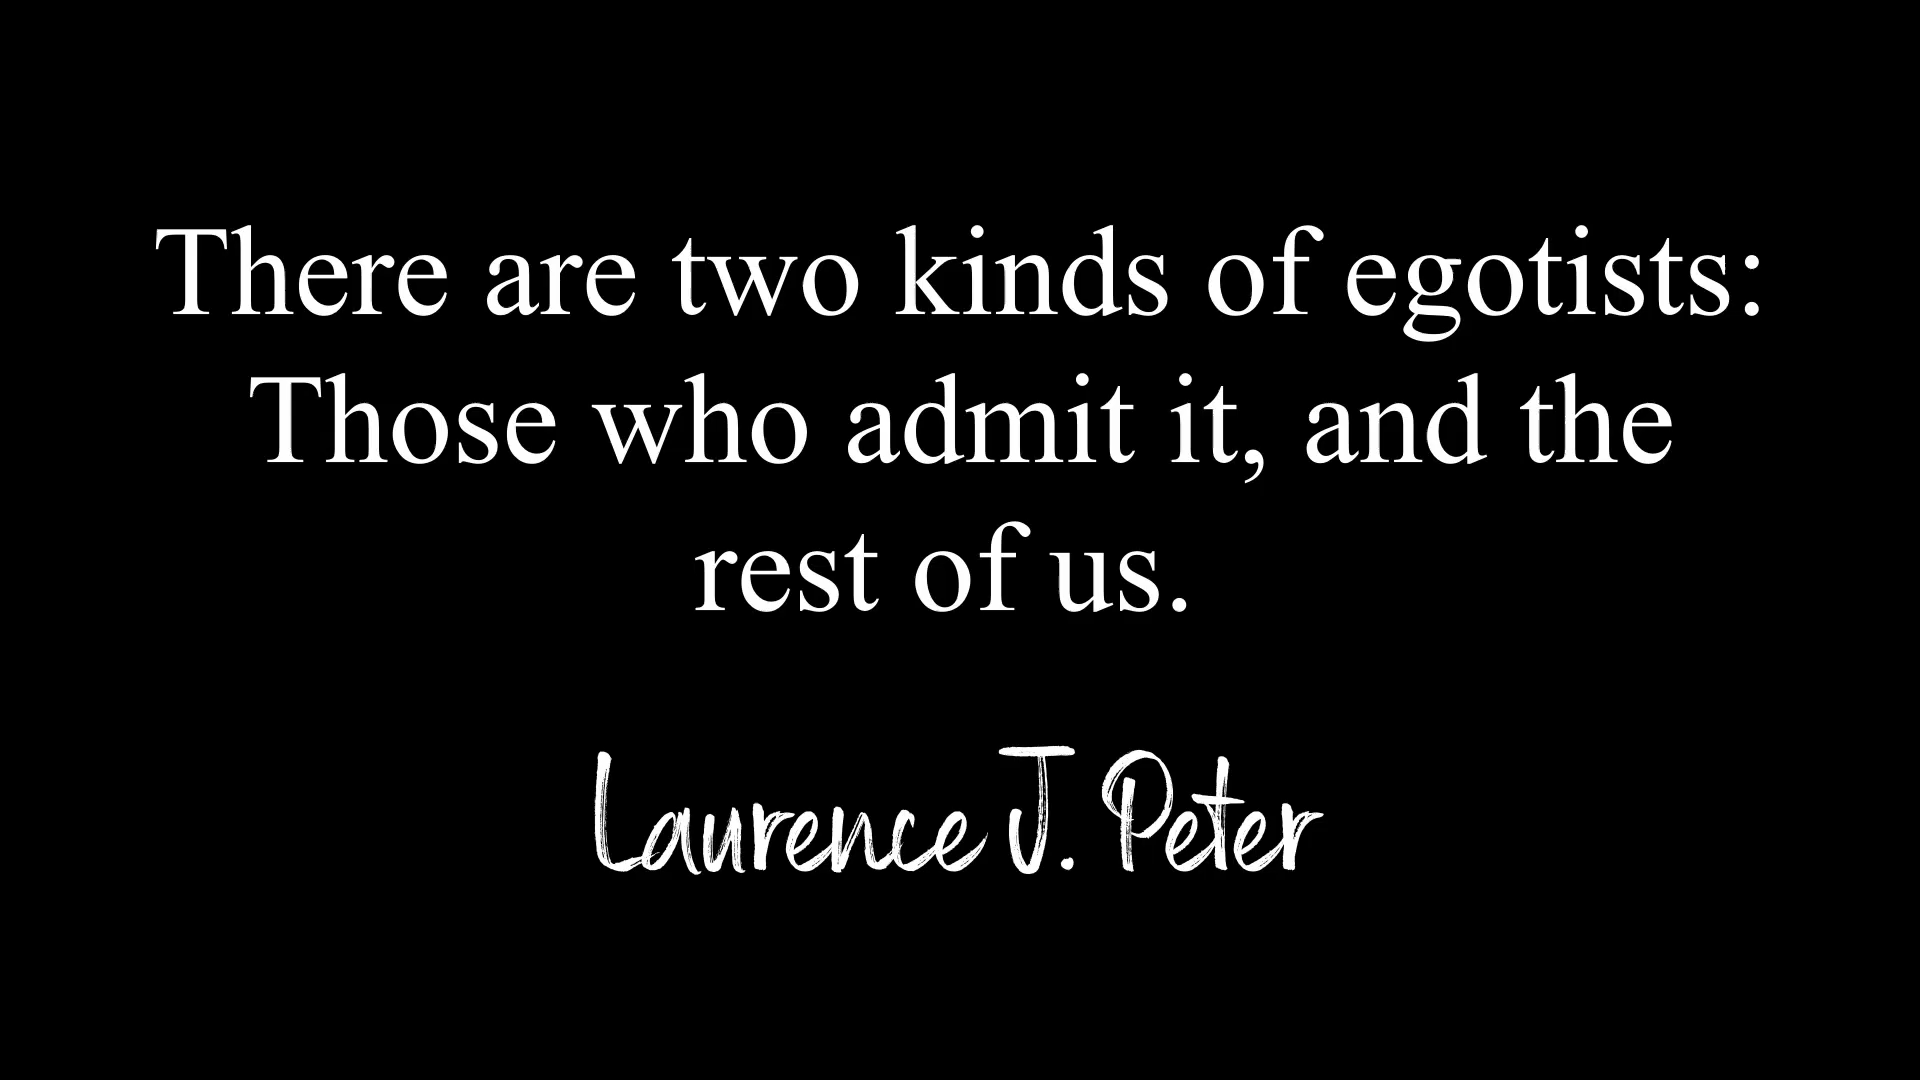 There are two kinds of egotists:
Those who admit it, and the
rest of us.
Laurence J. Peter